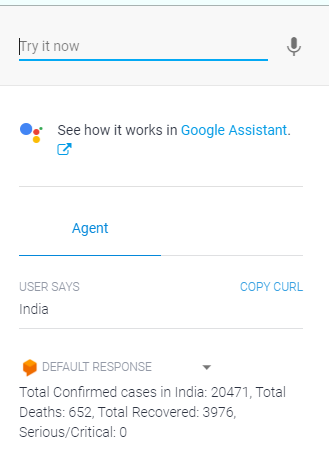 Try it now
See how it works in Google Assistant.
Agent
USER SAYS COPY CURL
India
DEFAULT RESPONSE
Total Confirmed cases in India: 20471, Total
Deaths: 652, Total Recovered: 3976,
Serious/Critical: 0